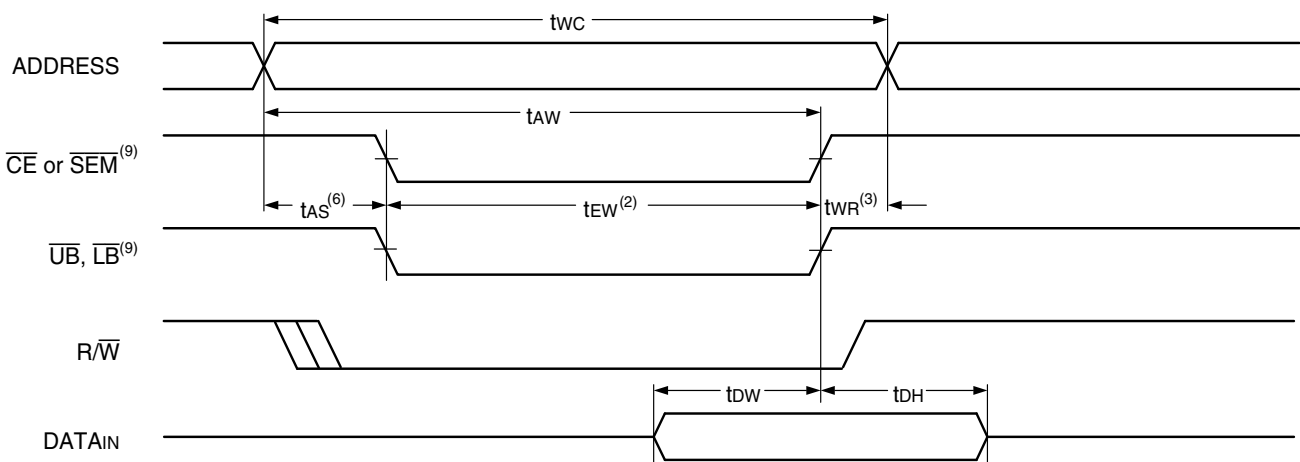 tWC
ADDRESS
tAW
CE or SEM(9)
tAS(6) tEW(2) tWR(3)
UB, LB(9)
R/W
tDW tDH
DATAIN